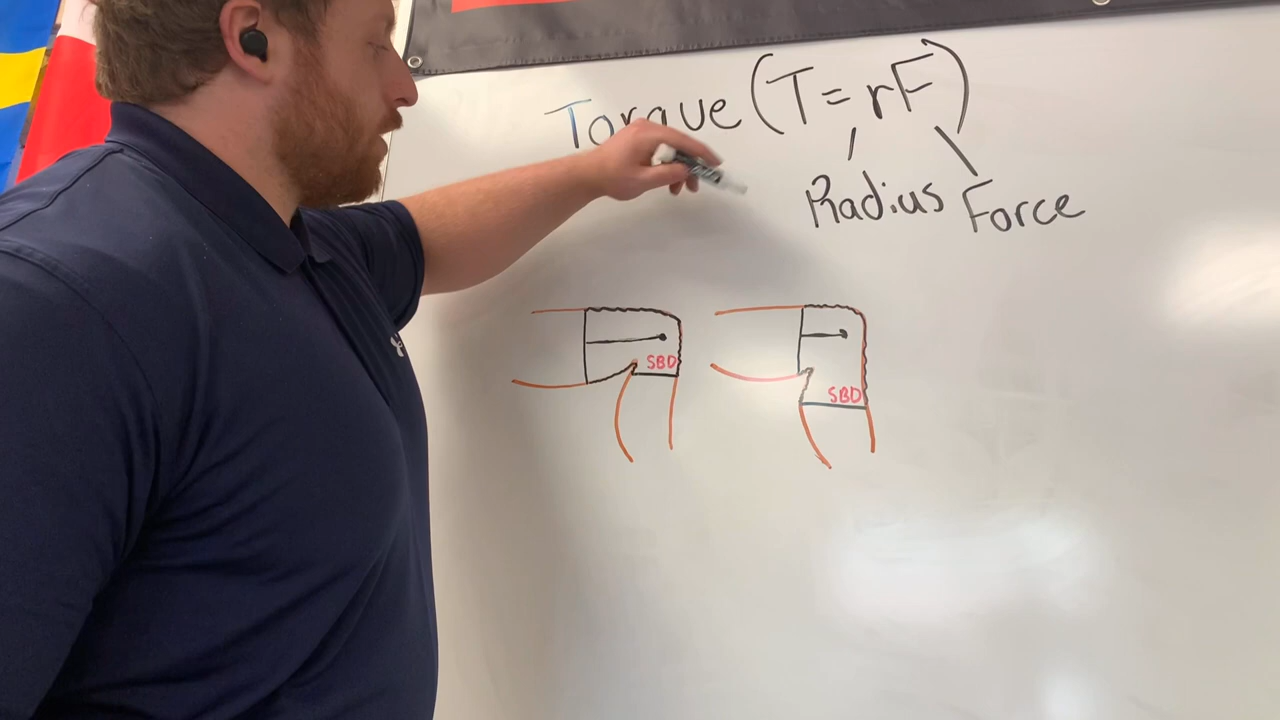 Torque (T = rF)
Radius Force
SBD SBD